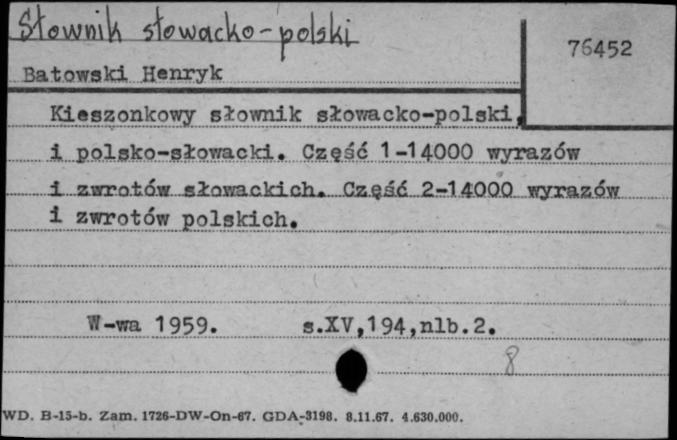 Słownik słowacko-polski
76452
Batowski Henryk
Kieszonkowy słownik słowacko-polski,
i polsko-słowacki. Część 1-14000 wyrazów
i zwrotów słowackich. Część 2-14000 wyrazów
i zwrotów polskich.
W-wa 1959. s.XV,194,nlb.2.
8
WD. B-15-b. Zam. 1726-DW-On-67. GDA-3198. 8.11.67. 4.630.000.